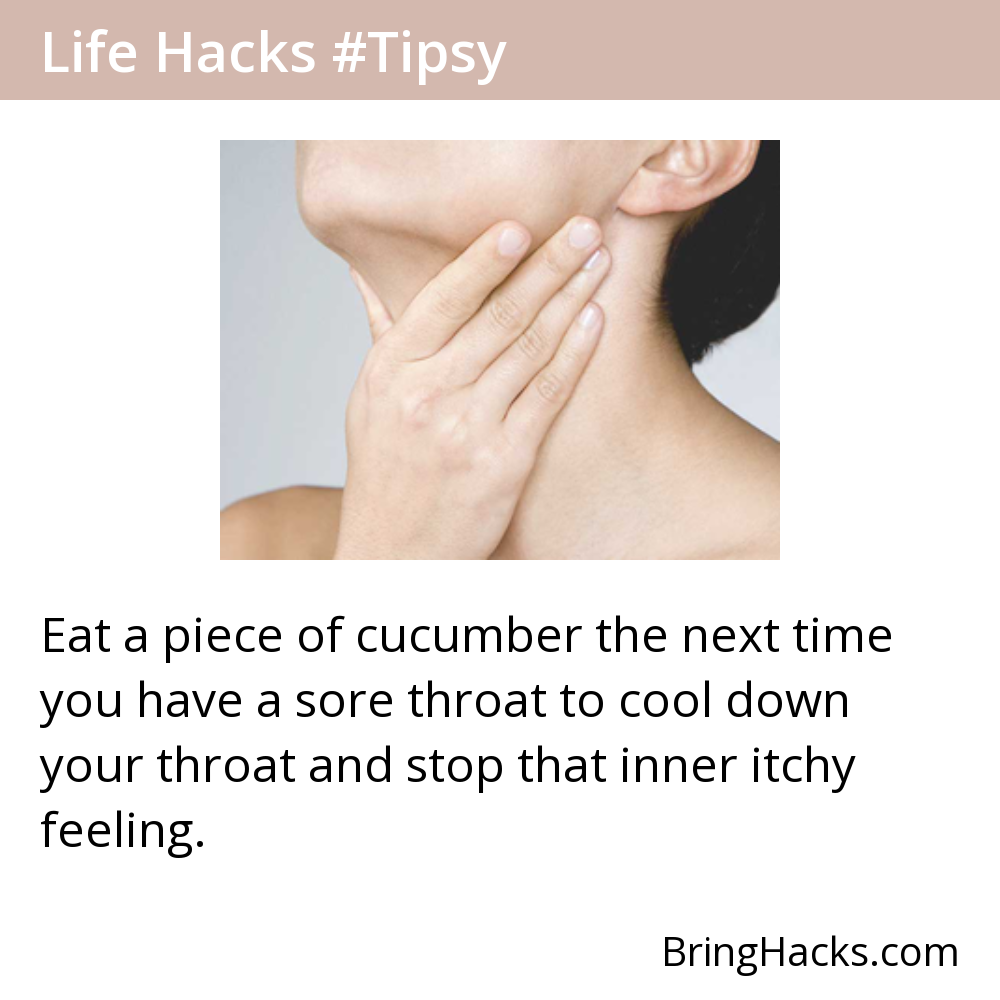 Life Hacks #Tipsy
Eat a piece of cucumber the next time
you have a sore throat to cool down
your throat and stop that inner itchy
feeling.
BringHacks.com